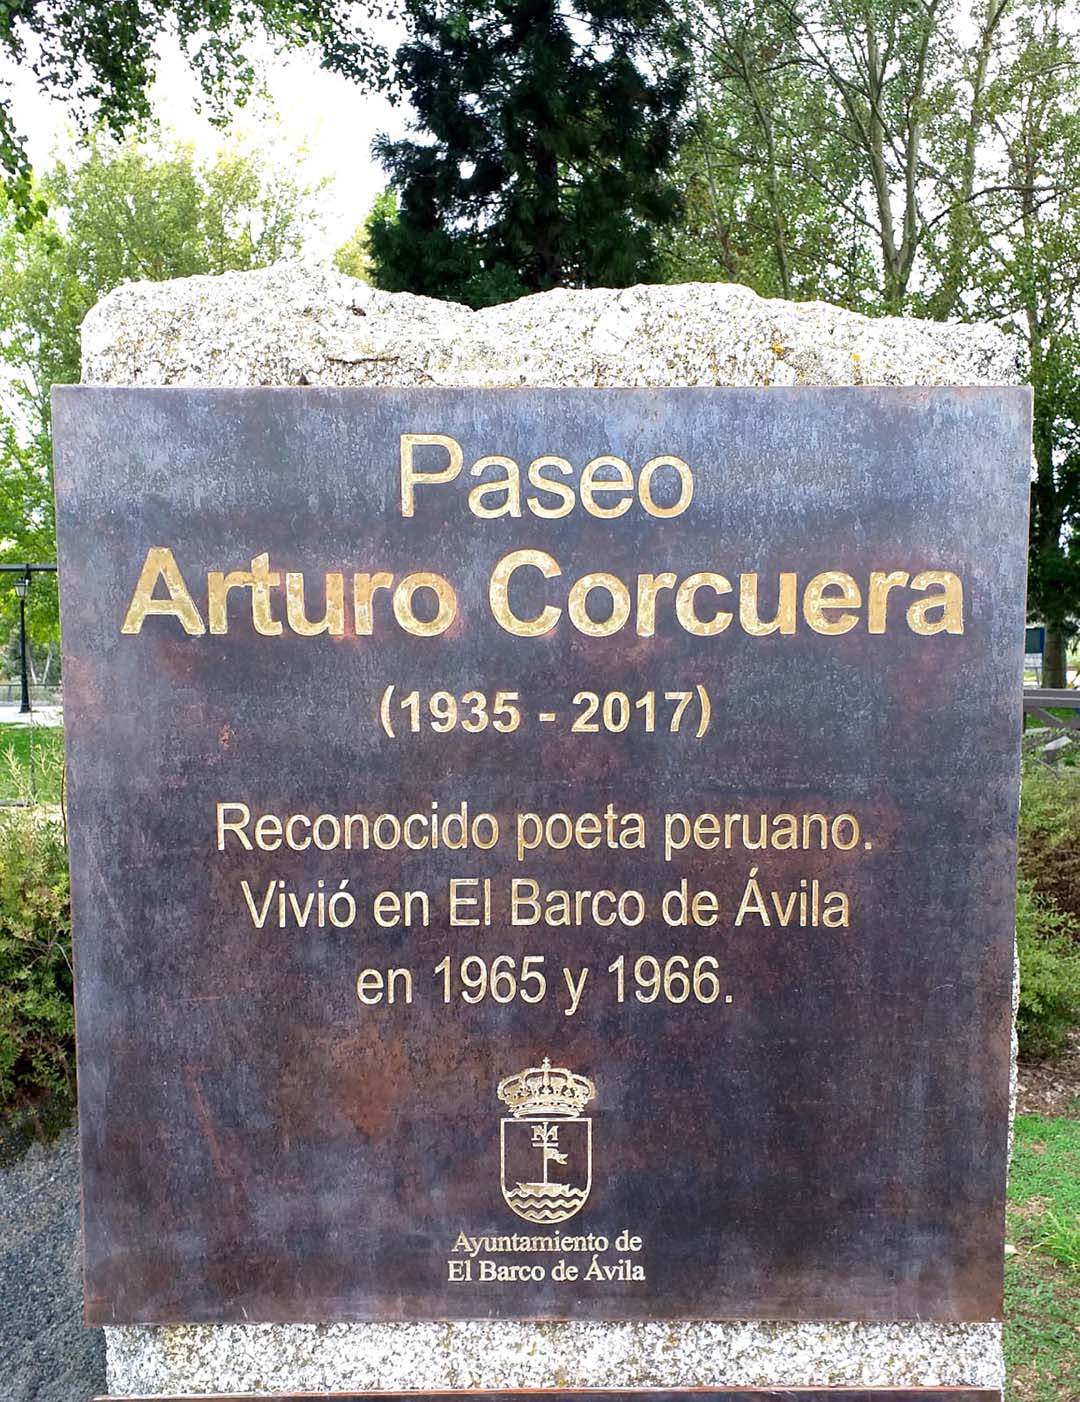 Paseo
Arturo Corcuera
(1935 - 2017)
Reconocido poeta peruano.
Vivió en El Barco de Ávila
en 1965 y 1966.
Ayuntamiento de
El Barco de Ávila